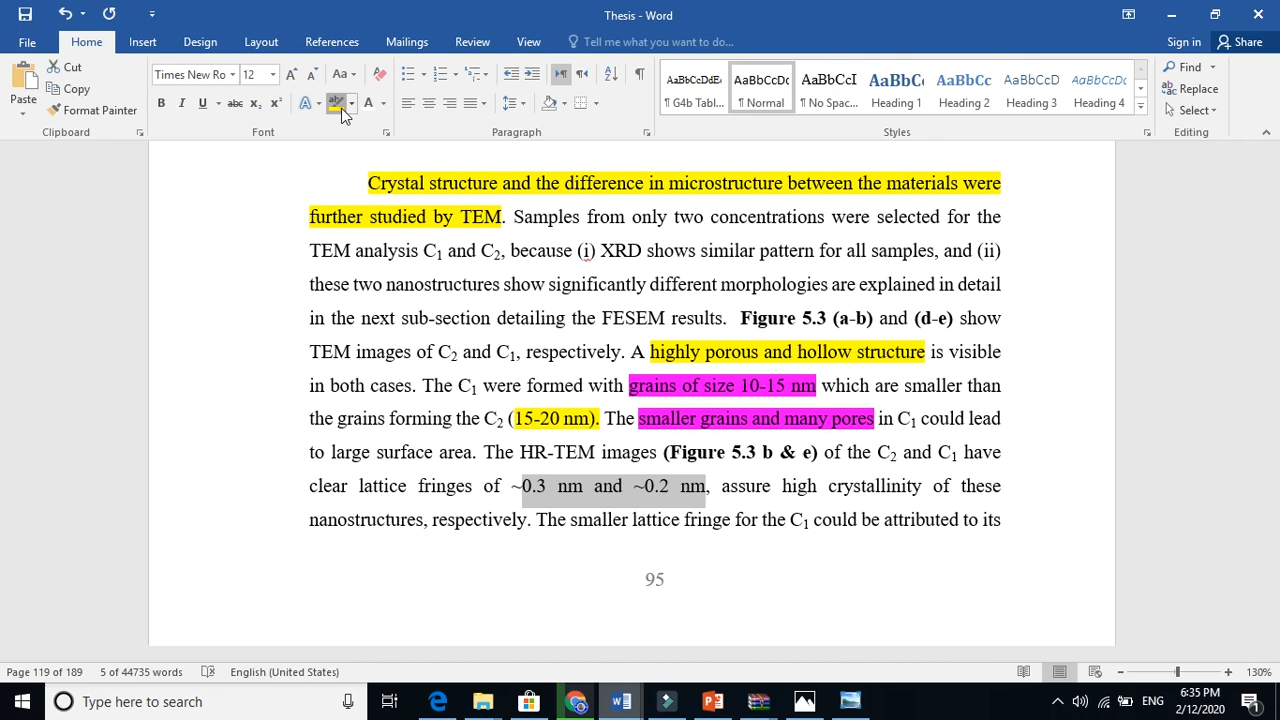 Thesis - Word
Sign in Share
File Home Insert Design Layout References Mailings Review View Tell me what you want to do...
Paste Cut
Copy
Format Painter
Clipboard
Times New Ro 12
Font
Paragraph
AaBbCcDdE AaBbCcDc AaBbCcI AaBbC AaBbCc AaBbCcD AaBbCcD
¶ G4b Tabl... ¶ Normal ¶ No Spac... Heading 1 Heading 2 Heading 3 Heading 4
Styles
Find
Replace
Select
Editing
Crystal structure and the difference in microstructure between the materials were
further studied by TEM. Samples from only two concentrations were selected for the
TEM analysis C1 and C2, because (i) XRD shows similar pattern for all samples, and (ii)
these two nanostructures show significantly different morphologies are explained in detail
in the next sub-section detailing the FESEM results. Figure 5.3 (a-b) and (d-e) show
TEM images of C2 and C1, respectively. A highly porous and hollow structure is visible
in both cases. The C1 were formed with grains of size 10-15 nm which are smaller than
the grains forming the C2 (15-20 nm). The smaller grains and many pores in C1 could lead
to large surface area. The HR-TEM images (Figure 5.3 b & e) of the C2 and C1 have
clear lattice fringes of ~0.3 nm and ~0.2 nm, assure high crystallinity of these
nanostructures, respectively. The smaller lattice fringe for the C1 could be attributed to its
95
Page 119 of 189 5 of 44735 words English (United States) 130%
Type here to search
ENG
6:35 PM
2/12/2020